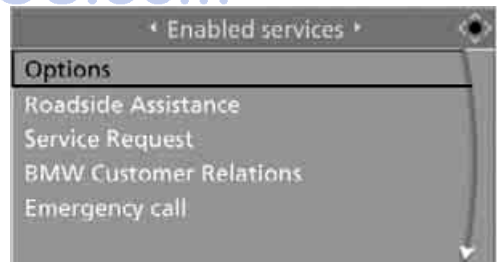 Enabled services
Options
Roadside Assistance
Service Request
BMW Customer Relations
Emergency call